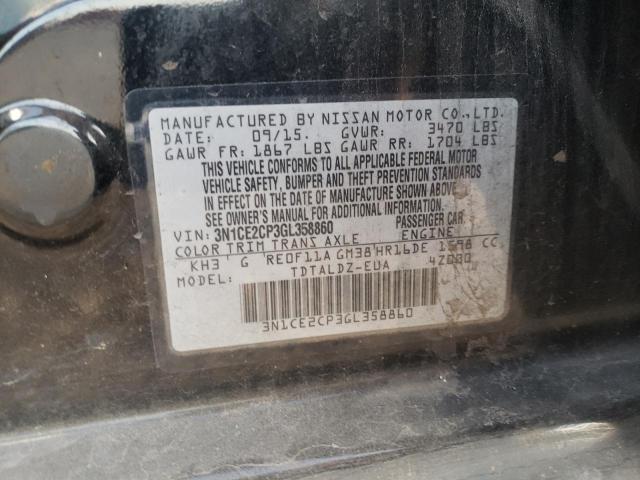 MANUFACTURED BY NISSAN MOTOR CO., LTD.
DATE: 09/15 GVWR: 3470 LBS
GAWR FR: 1867 LBS GAWR RR: 1704 LBS
THIS VEHICLE CONFORMS TO ALL APPLICABLE FEDERAL MOTOR
VEHICLE SAFETY, BUMPER AND THEFT PREVENTION STANDARDS
IN EFFECT ON THE DATE OF MANUFACTURE SHOWN ABOVE.
SEE OWNER'S MANUAL FOR ADDITIONAL INFORMATION.
VIN: 3N1CE2CP3GL358860 PASSENGER CAR
COLOR TRIM TRANS AXLE ENGINE
KH3 G RE0F11A GM38 HR16DE 1598 CC
MODEL: TDTALDZ-EUA 4Z000
3N1CE2CP3GL358860